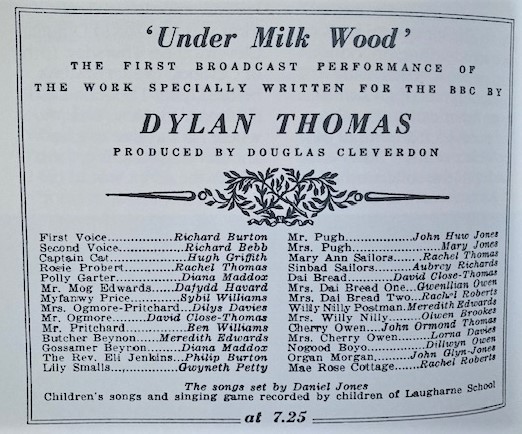 'Under Milk Wood'
THE FIRST BROADCAST PERFORMANCE OF
THE WORK SPECIALLY WRITTEN FOR THE BBC BY
DYLAN THOMAS
PRODUCED BY DOUGLAS CLEVERDON
First Voice..............Richard Burton
Second Voice.............Richard Bebb
Captain Cat..............Hugh Griffith
Rosie Probert............Rachel Thomas
Polly Garter.............Diana Maddox
Mr. Mog Edwards..........Dafydd Havard
Myfanwy Price............Sybil Williams
Mrs. Ogmore-Pritchard....Dilys Davies
Mr. Ogmore...............David Close-Thomas
Mr. Pritchard............Ben Williams
Butcher Beynon...........Meredith Edwards
Gossamer Beynon..........Diana Maddox
The Rev. Eli Jenkins.....Philip Burton
Lily Smalls..............Gwyneth Petty
Mr. Pugh.................John Huw Jones
Mrs. Pugh................Mary Jones
Mary Ann Sailors.........Rachel Thomas
Sinbad Sailors...........Aubrey Richards
Dai Bread................David Close-Thomas
Mrs. Dai Bread One.......Gwenllian Owen
Mrs. Dai Bread Two.......Rachel Roberts
Willy Nilly Postman......Meredith Edwards
Mrs. Willy Nilly.........Olwen Brookes
Cherry Owen..............John Ormond Thomas
Mrs. Cherry Owen.........Lorna Davies
Nogood Boyo..............Dillwyn Owen
Organ Morgan.............John Glyn-Jones
Mae Rose Cottage.........Rachel Roberts
The songs set by Daniel Jones
Children's songs and singing game recorded by children of Laugharne School
at 7.25